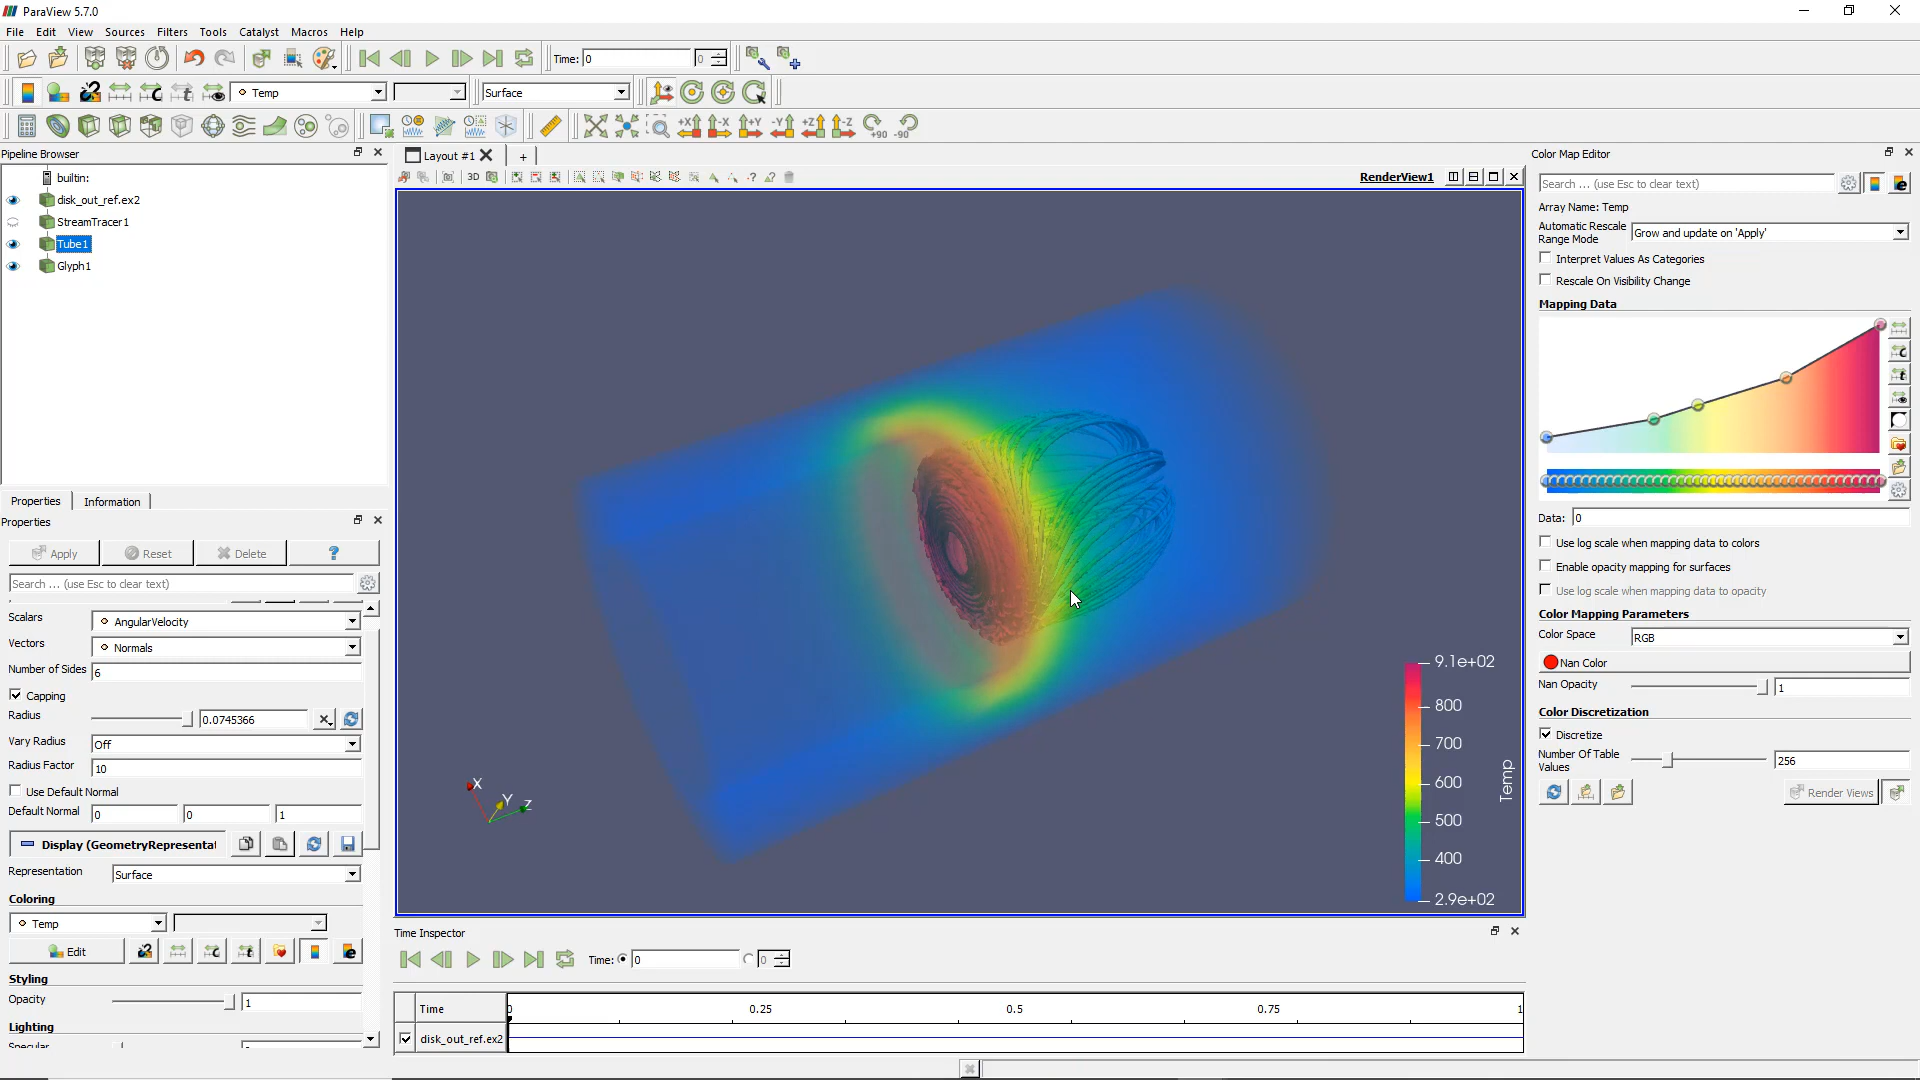 ParaView 5.7.0
File Edit View Sources Filters Tools Catalyst Macros Help
Time: 0 0
Temp Surface
+X -X +Y -Y +Z -Z +90 -90
Pipeline Browser
builtin:
disk_out_ref.ex2
StreamTracer1
Tube1
Glyph1
Properties Information
Properties
Apply Reset Delete ?
Search ... (use Esc to clear text)
Scalars AngularVelocity
Vectors Normals
Number of Sides 6
Capping
Radius 0.0745366
Vary Radius Off
Radius Factor 10
Use Default Normal
Default Normal 0 0 1
Display (GeometryRepresentat
Representation Surface
Coloring
Temp
Edit
Styling
Opacity 1
Lighting
Specular
Layout #1 +
3D RenderView1
X
Y
Z
9.1e+02
800
700
600
500
400
2.9e+02
Temp
Time Inspector
Time: 0 0
Time 0 0.25 0.5 0.75 1
disk_out_ref.ex2
Color Map Editor
Search ... (use Esc to clear text)
Array Name: Temp
Automatic Rescale
Range Mode
Grow and update on 'Apply'
Interpret Values As Categories
Rescale On Visibility Change
Mapping Data
Data: 0
Use log scale when mapping data to colors
Enable opacity mapping for surfaces
Use log scale when mapping data to opacity
Color Mapping Parameters
Color Space RGB
Nan Color
Nan Opacity 1
Color Discretization
Discretize
Number Of Table
Values
256
Render Views